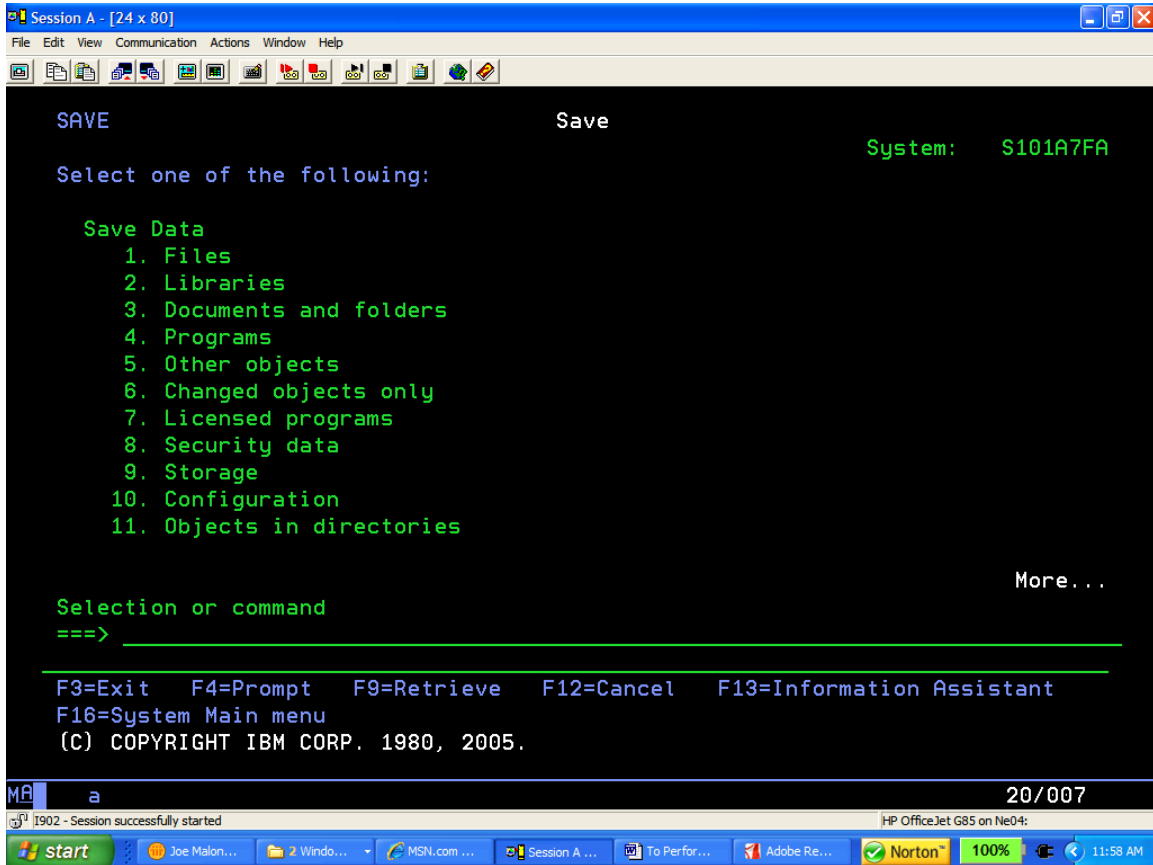 Session A - [24 x 80]
File Edit View Communication Actions Window Help
SAVE Save
System: S101A7FA
Select one of the following:
Save Data
1. Files
2. Libraries
3. Documents and folders
4. Programs
5. Other objects
6. Changed objects only
7. Licensed programs
8. Security data
9. Storage
10. Configuration
11. Objects in directories
More...
Selection or command
===>
F3=Exit F4=Prompt F9=Retrieve F12=Cancel F13=Information Assistant
F16=System Main menu
(C) COPYRIGHT IBM CORP. 1980, 2005.
MA a 20/007
I902 - Session successfully started HP OfficeJet G85 on Ne04:
start Joe Malon... 2 Windo... MSN.com ... Session A ... To Perfor... Adobe Re... Norton™ 100% 11:58 AM